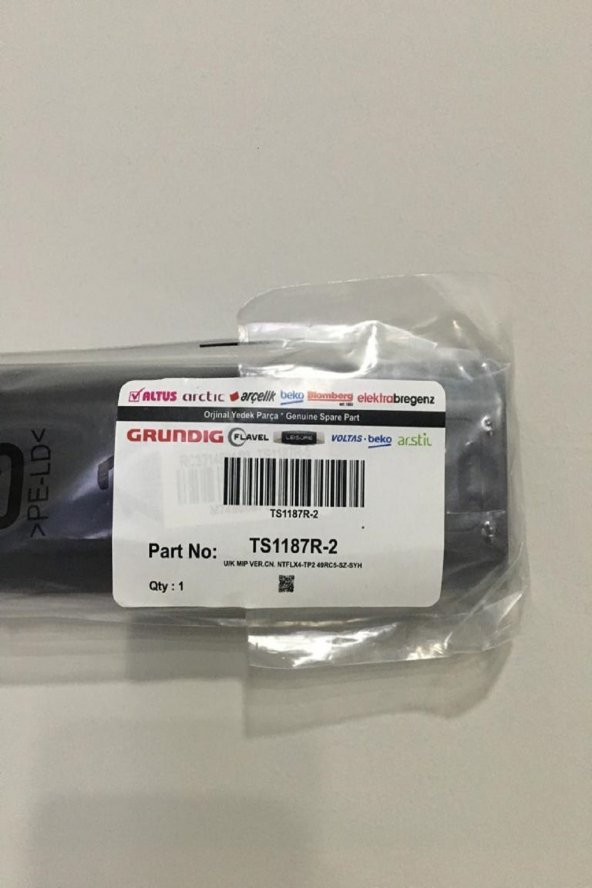 ALTUS arctic arçelik beko Blomberg elektrabregenz
Orjinal Yedek Parça * Genuine Spare Part
GRUNDIG FLAVEL LEISURE VOLTAS·beko arstil
TS1187R-2
Part No: TS1187R-2
U/K MIP VER.CN. NTFLX4-TP2 49RC5-SZ-SYH
Qty : 1
>PE-LD<